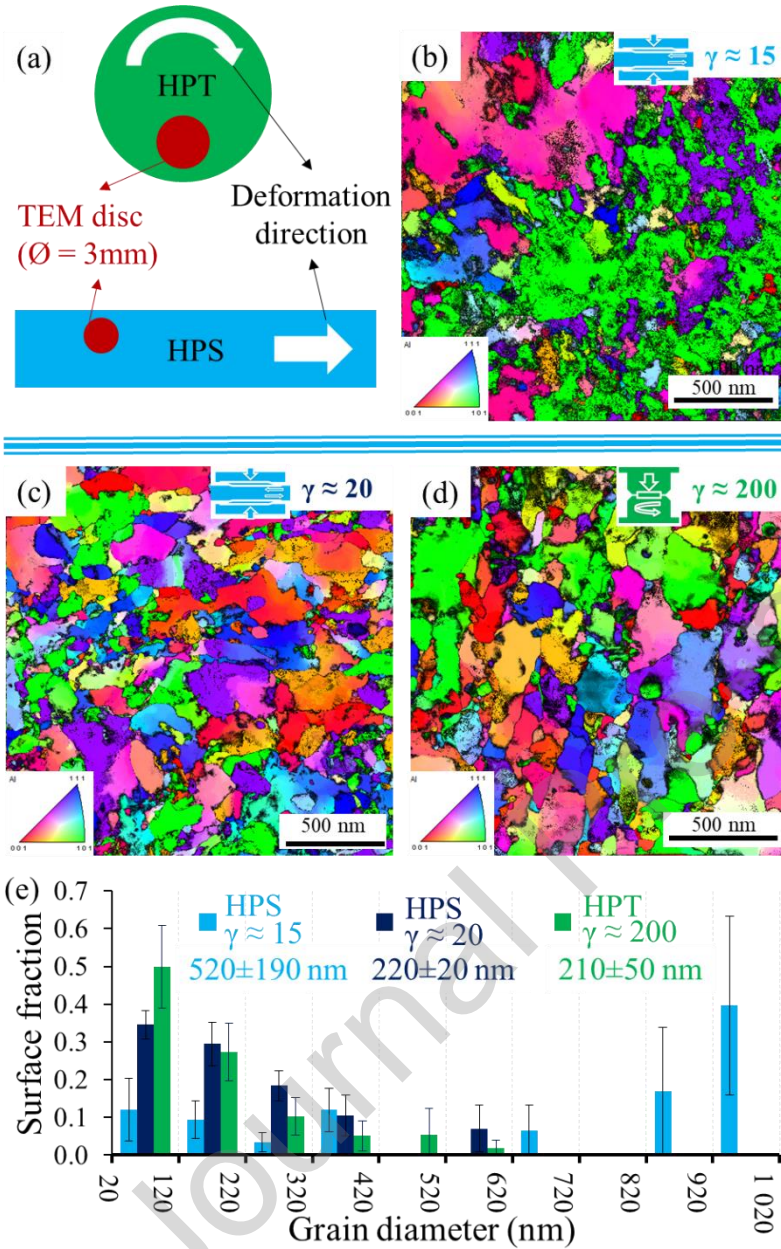 (a)
HPT
TEM disc
(Ø = 3mm)
Deformation
direction
HPS
(b)
γ ≈ 15
Al
111
001
101
500 nm
(c)
γ ≈ 20
Al
111
001
101
500 nm
(d)
γ ≈ 200
Al
111
001
101
500 nm
(e)
HPS
γ ≈ 15
520±190 nm
HPS
γ ≈ 20
220±20 nm
HPT
γ ≈ 200
210±50 nm
Surface fraction
0.7
0.6
0.5
0.4
0.3
0.2
0.1
0.0
20
120
220
320
420
520
620
720
820
920
1 020
Grain diameter (nm)
Journal